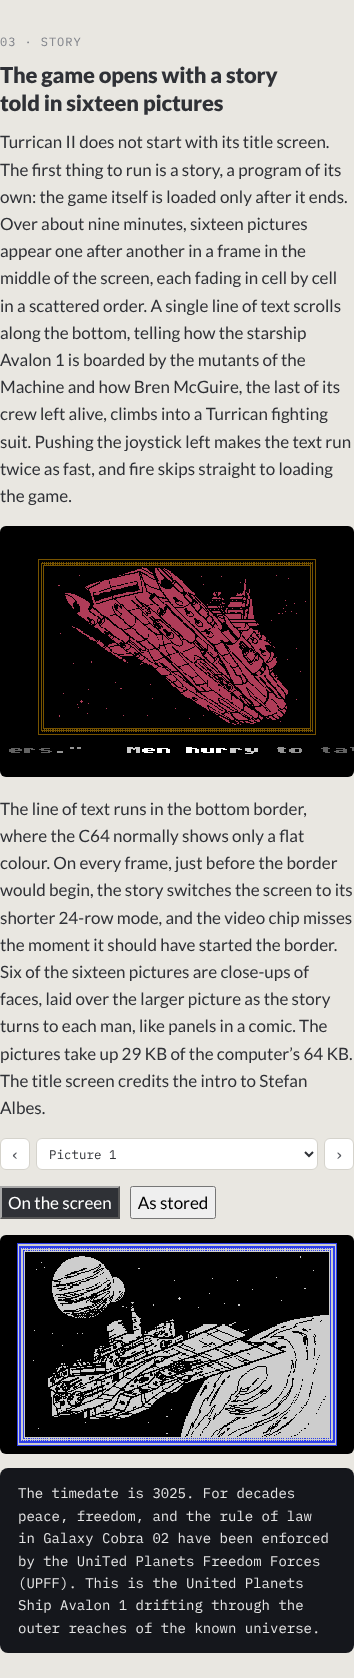 03 · STORY
The game opens with a story
told in sixteen pictures
Turrican II does not start with its title screen.
The first thing to run is a story, a program of its
own: the game itself is loaded only after it ends.
Over about nine minutes, sixteen pictures
appear one after another in a frame in the
middle of the screen, each fading in cell by cell
in a scattered order. A single line of text scrolls
along the bottom, telling how the starship
Avalon 1 is boarded by the mutants of the
Machine and how Bren McGuire, the last of its
crew left alive, climbs into a Turrican fighting
suit. Pushing the joystick left makes the text run
twice as fast, and fire skips straight to loading
the game.
ers." Men hurry to ta
The line of text runs in the bottom border,
where the C64 normally shows only a flat
colour. On every frame, just before the border
would begin, the story switches the screen to its
shorter 24-row mode, and the video chip misses
the moment it should have started the border.
Six of the sixteen pictures are close-ups of
faces, laid over the larger picture as the story
turns to each man, like panels in a comic. The
pictures take up 29 KB of the computer’s 64 KB.
The title screen credits the intro to Stefan
Albes.
‹ Picture 1 ›
On the screen As stored
The timedate is 3025. For decades
peace, freedom, and the rule of law
in Galaxy Cobra 02 have been enforced
by the UniTed Planets Freedom Forces
(UPFF). This is the United Planets
Ship Avalon 1 drifting through the
outer reaches of the known universe.